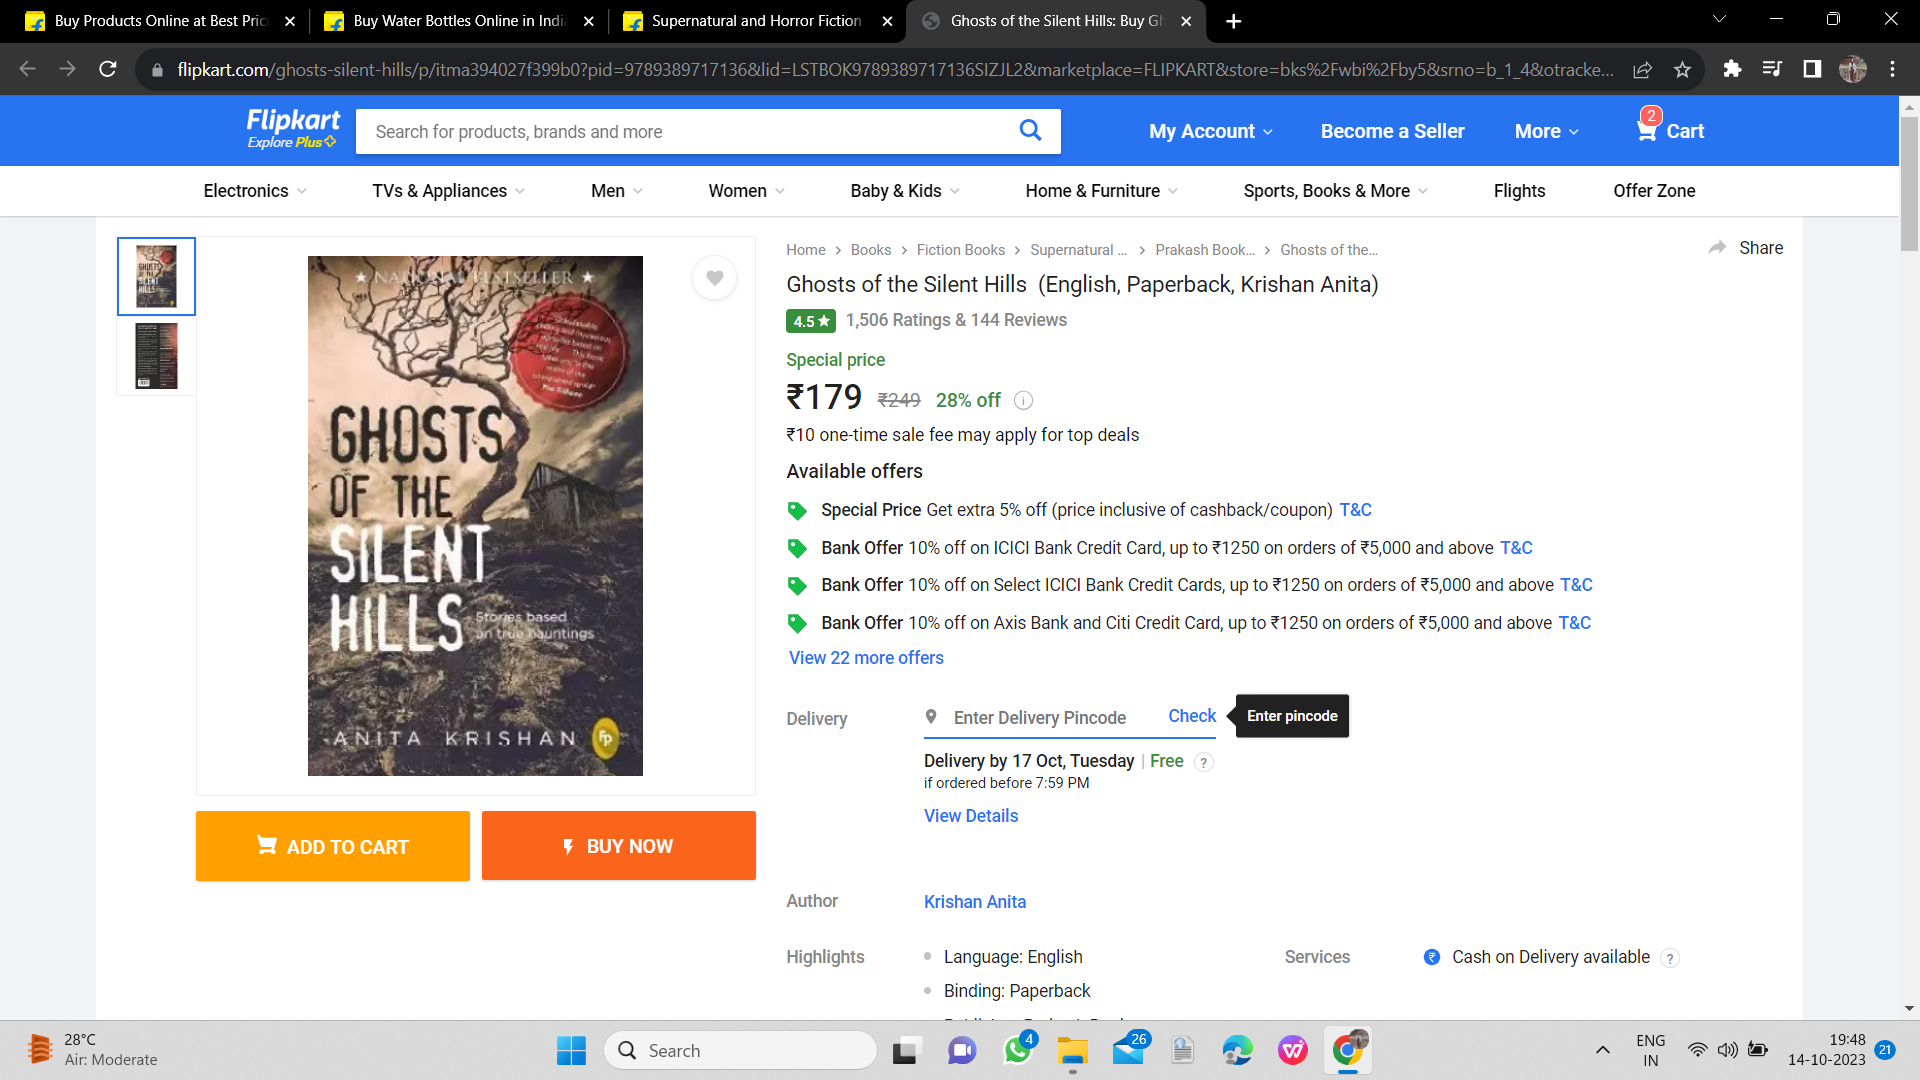 Buy Products Online at Best Pric
Buy Water Bottles Online in India
Supernatural and Horror Fiction
Ghosts of the Silent Hills: Buy Gh
flipkart.com/ghosts-silent-hills/p/itma394027f399b0?pid=9789389717136&lid=LSTBOK9789389717136SIZJL2&marketplace=FLIPKART&store=bks%2Fwbi%2Fby5&srno=b_1_4&otracke...
Flipkart
Explore Plus
Search for products, brands and more
My Account
Become a Seller
More
2
Cart
Electronics
TVs & Appliances
Men
Women
Baby & Kids
Home & Furniture
Sports, Books & More
Flights
Offer Zone
Home
Books
Fiction Books
Supernatural ...
Prakash Book...
Ghosts of the...
Share
Ghosts of the Silent Hills (English, Paperback, Krishan Anita)
4.5★ 1,506 Ratings & 144 Reviews
Special price
₹179 ₹249 28% off
₹10 one-time sale fee may apply for top deals
Available offers
Special Price Get extra 5% off (price inclusive of cashback/coupon) T&C
Bank Offer 10% off on ICICI Bank Credit Card, up to ₹1250 on orders of ₹5,000 and above T&C
Bank Offer 10% off on Select ICICI Bank Credit Cards, up to ₹1250 on orders of ₹5,000 and above T&C
Bank Offer 10% off on Axis Bank and Citi Credit Card, up to ₹1250 on orders of ₹5,000 and above T&C
View 22 more offers
★ NATIONAL BESTSELLER ★
GHOSTS
OF THE
SILENT
HILLS
Stories based
on true hauntings
ANITA KRISHAN
FP
ADD TO CART
BUY NOW
Delivery
Enter Delivery Pincode
Check
Enter pincode
Delivery by 17 Oct, Tuesday | Free ?
if ordered before 7:59 PM
View Details
Author
Krishan Anita
Highlights
Language: English
Binding: Paperback
Services
Cash on Delivery available ?
28°C
Air: Moderate
Search
4
26
ENG
IN
19:48
14-10-2023
21